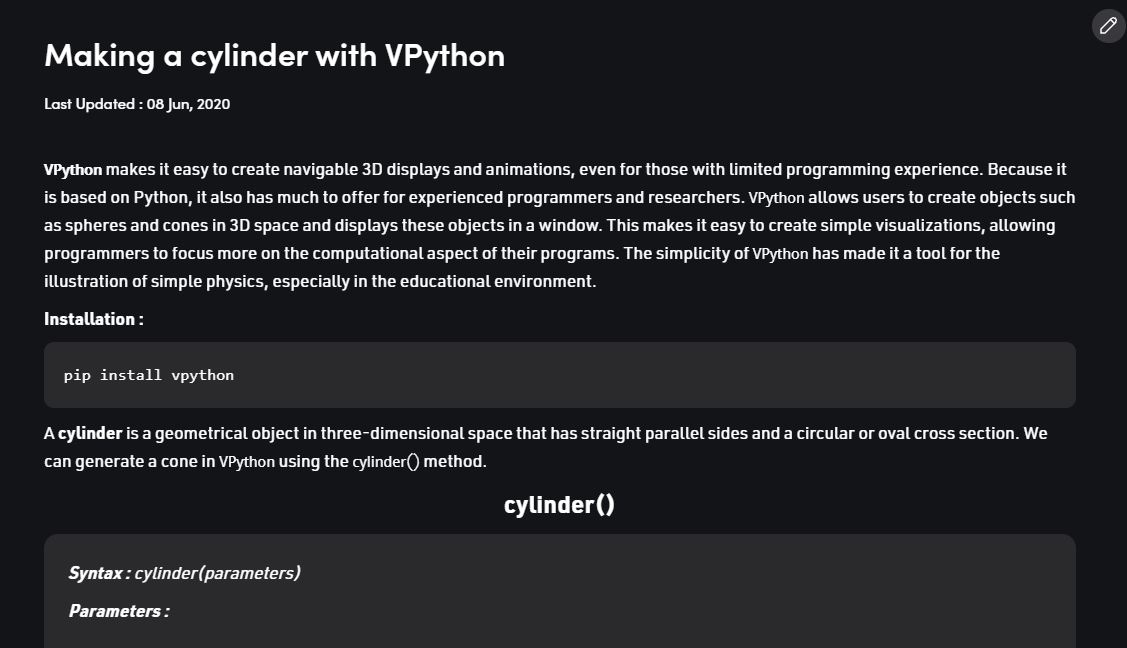 Making a cylinder with VPython
Last Updated : 08 Jun, 2020
VPython makes it easy to create navigable 3D displays and animations, even for those with limited programming experience. Because it
is based on Python, it also has much to offer for experienced programmers and researchers. VPython allows users to create objects such
as spheres and cones in 3D space and displays these objects in a window. This makes it easy to create simple visualizations, allowing
programmers to focus more on the computational aspect of their programs. The simplicity of VPython has made it a tool for the
illustration of simple physics, especially in the educational environment.
Installation :
pip install vpython
A cylinder is a geometrical object in three-dimensional space that has straight parallel sides and a circular or oval cross section. We
can generate a cone in VPython using the cylinder() method.
cylinder()
Syntax : cylinder(parameters)
Parameters :